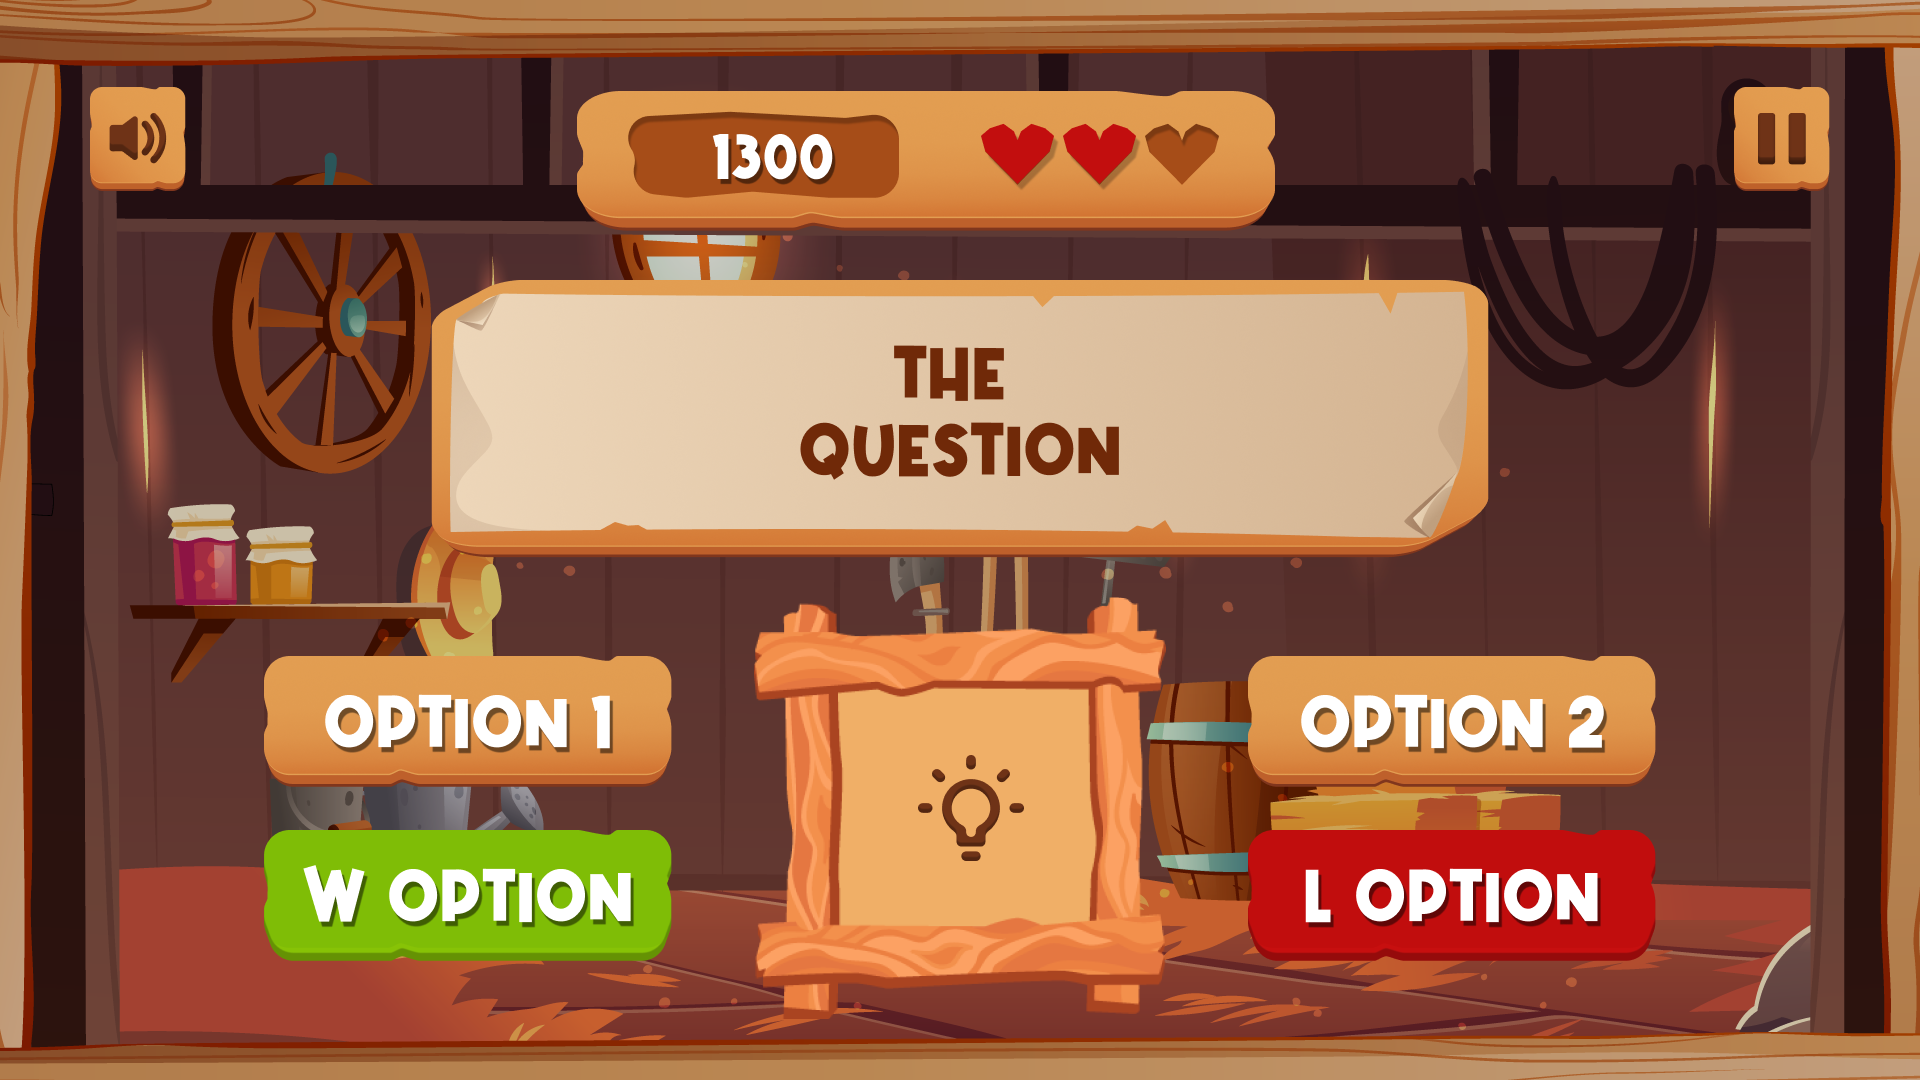 1300
THE
QUESTION
OPTION 1
OPTION 2
W OPTION
L OPTION